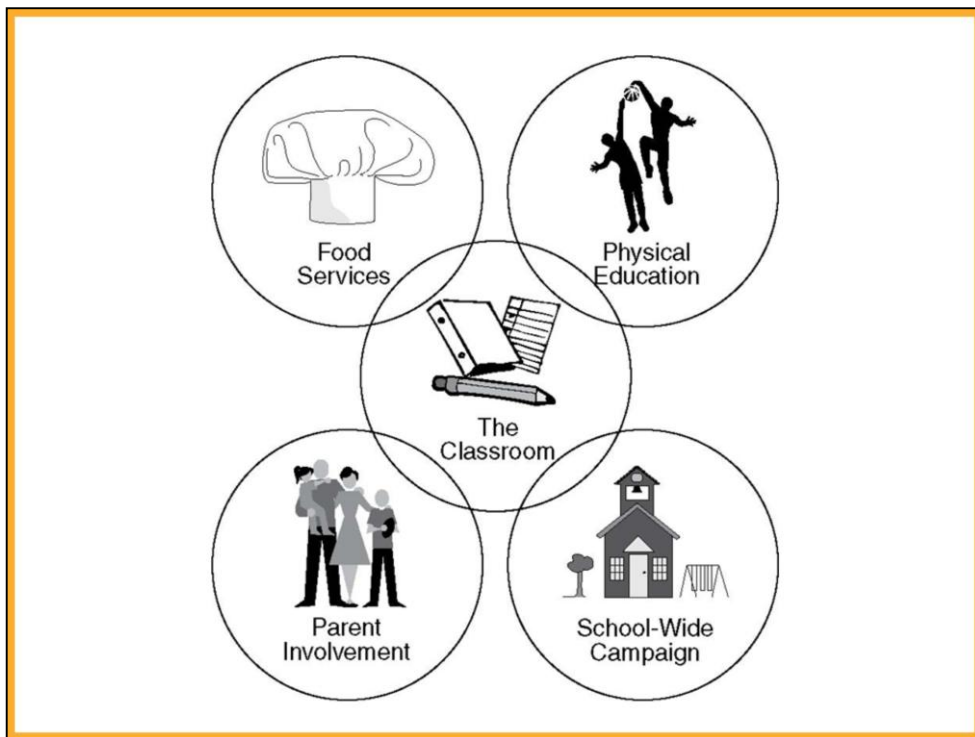 Food
Services
Physical
Education
The
Classroom
Parent
Involvement
School-Wide
Campaign